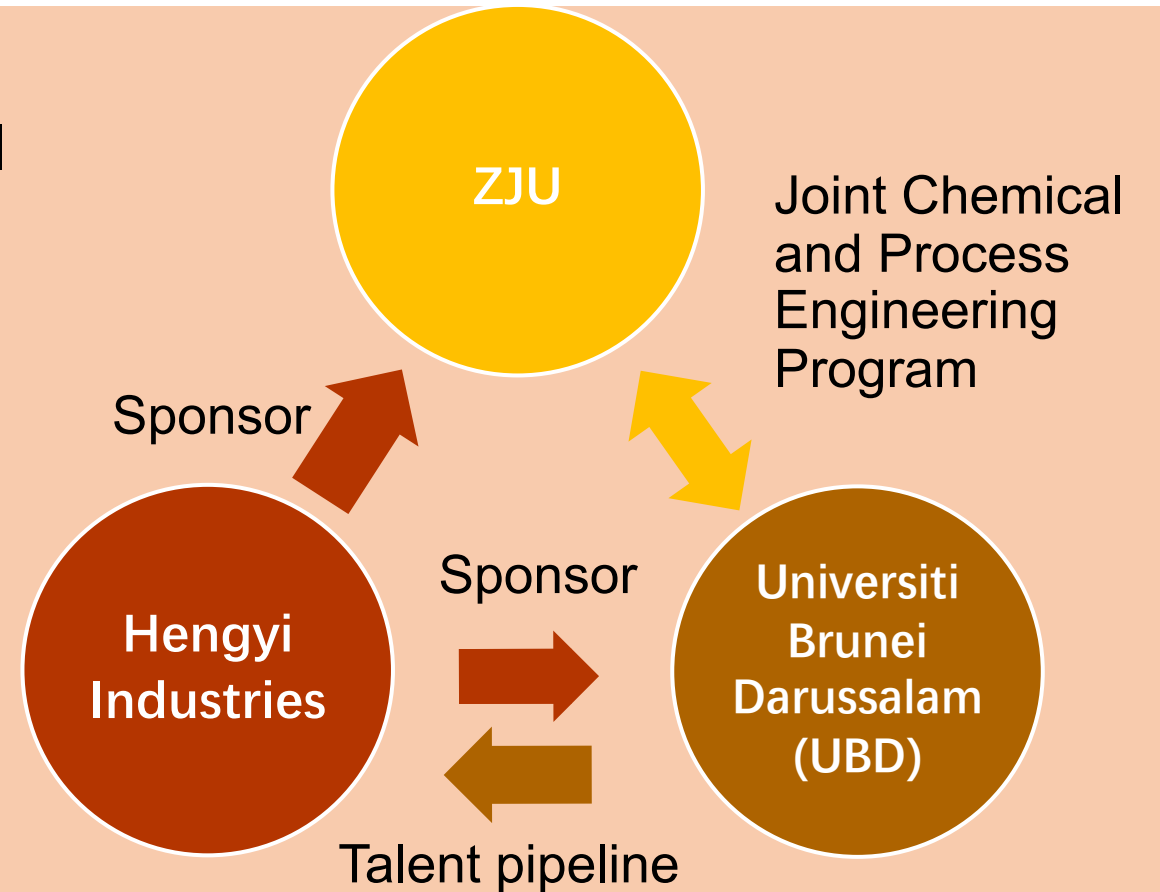 ZJU
Joint Chemical
and Process
Engineering
Program
Sponsor
Sponsor
Hengyi
Industries
Universiti
Brunei
Darussalam
(UBD)
Talent pipeline